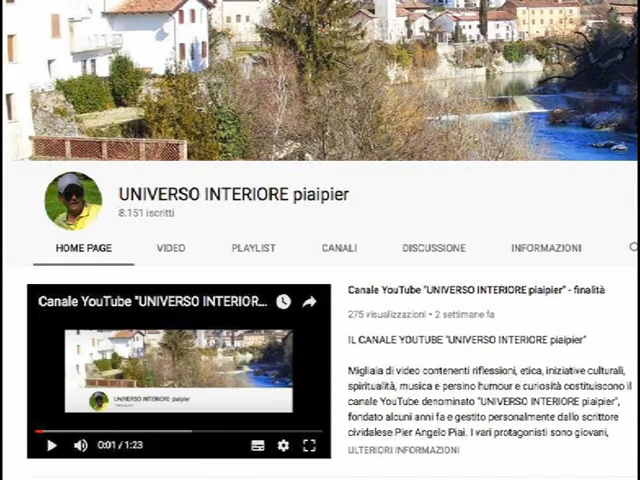 UNIVERSO INTERIORE piaipier
8.151 iscritti
HOME PAGE VIDEO PLAYLIST CANALI DISCUSSIONE INFORMAZIONI
Canale YouTube "UNIVERSO INTERIOR...
UNIVERSO INTERIORE piaipier
0:01 / 1:23
Canale YouTube "UNIVERSO INTERIORE piaipier" - finalità
275 visualizzazioni • 2 settimane fa
IL CANALE YOUTUBE "UNIVERSO INTERIORE piaipier"
Migliaia di video contenenti riflessioni, etica, iniziative culturali,
spiritualità, musica e persino humour e curiosità costituiscono il
canale YouTube denominato "UNIVERSO INTERIORE piaipier",
fondato alcuni anni fa e gestito personalmente dallo scrittore
cividalese Pier Angelo Piai. I vari protagonisti sono giovani,
ULTERIORI INFORMAZIONI